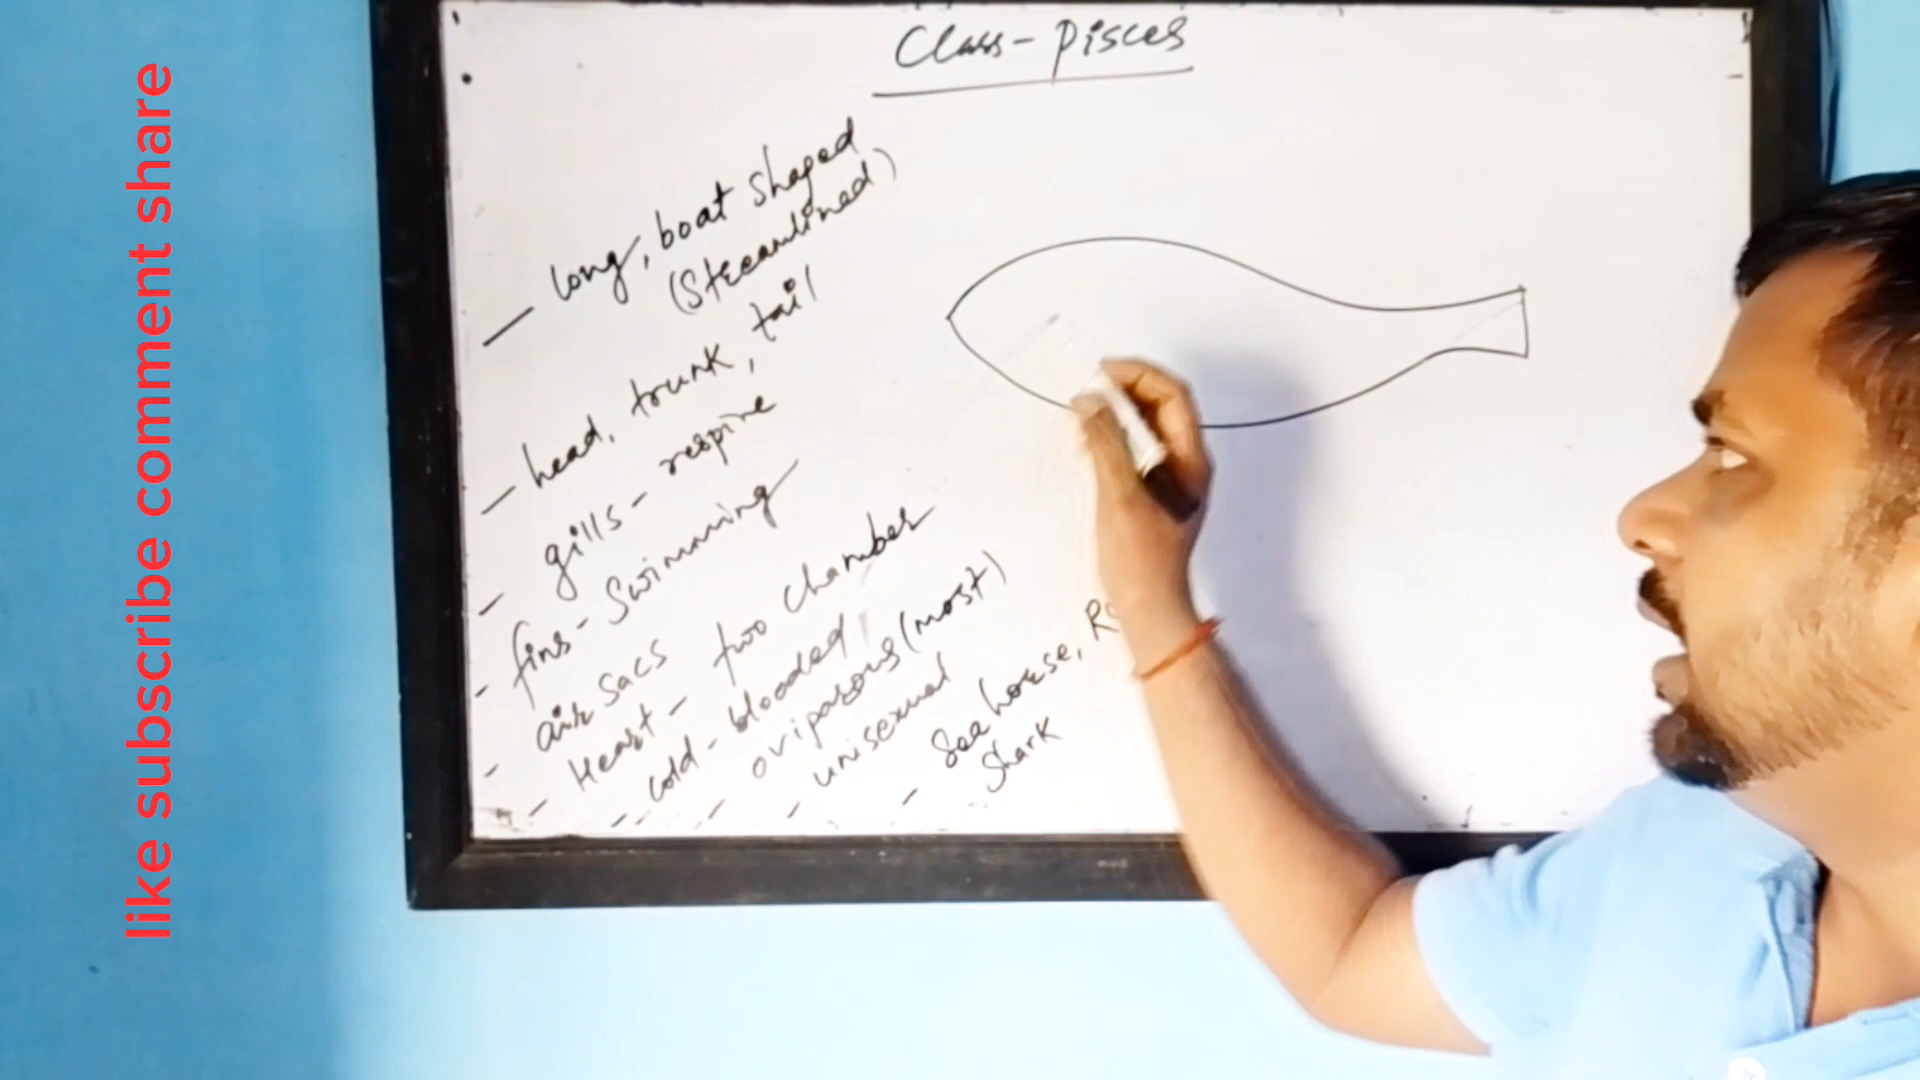 Class - Pisces
- long, boat shaped
(Streamlined)
- head, trunk, tail
- gills - respire
- fins - Swimming
- air sacs
- Heart - two chamber
- cold - blooded
- oviparous (most)
- unisexual
- Sea horse,
Shark
like subscribe comment share